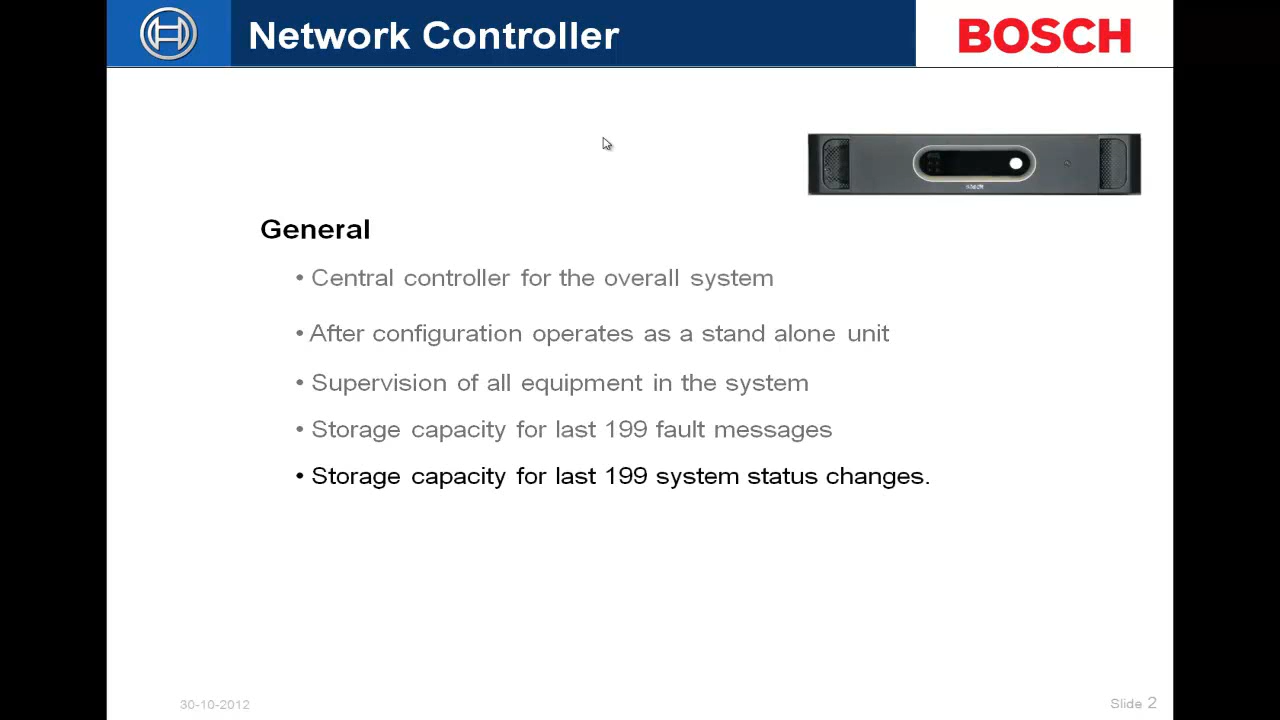 Network Controller
BOSCH
General
• Central controller for the overall system
• After configuration operates as a stand alone unit
• Supervision of all equipment in the system
• Storage capacity for last 199 fault messages
• Storage capacity for last 199 system status changes.
30-10-2012
Slide 2